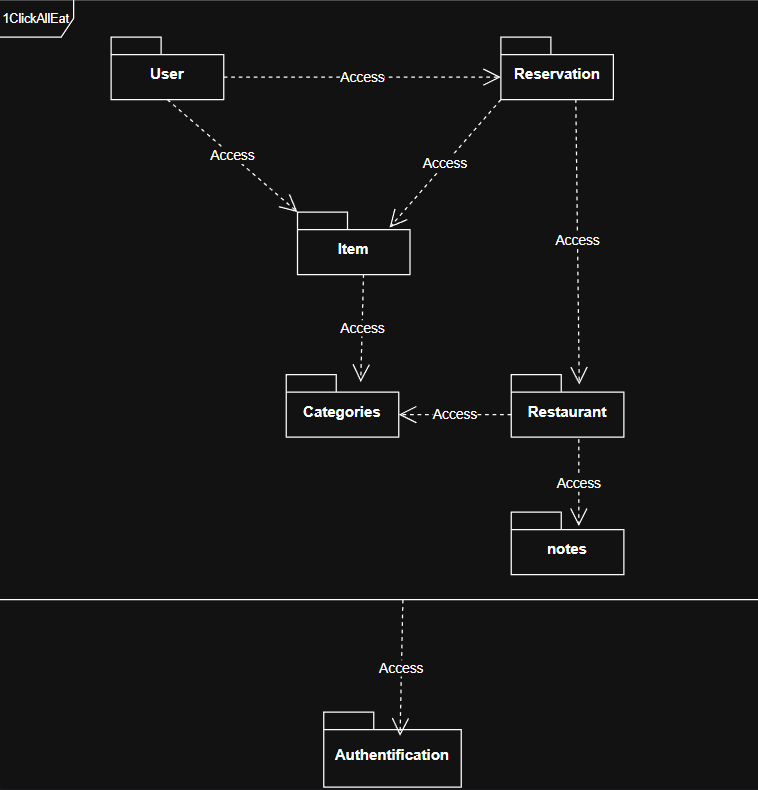 1ClickAllEat
User
Access
Reservation
Access
Access
Access
Item
Access
Categories
Access
Restaurant
Access
notes
Access
Authentification